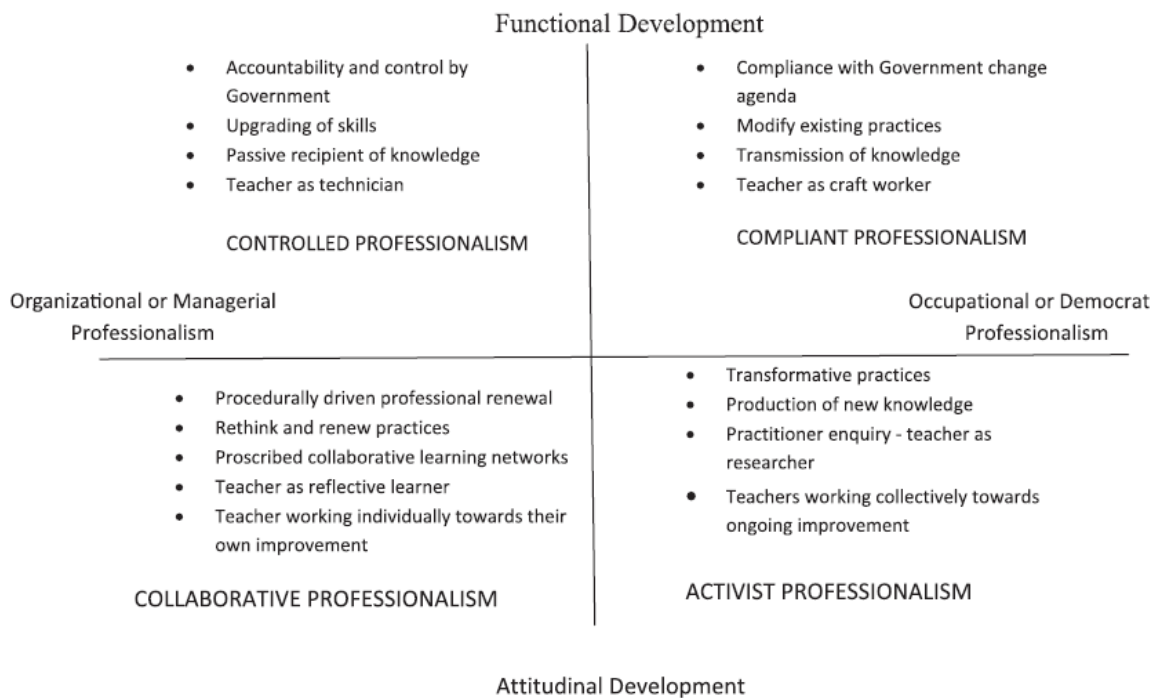 Functional Development
• Accountability and control by
Government
• Upgrading of skills
• Passive recipient of knowledge
• Teacher as technician
CONTROLLED PROFESSIONALISM
• Compliance with Government change
agenda
• Modify existing practices
• Transmission of knowledge
• Teacher as craft worker
COMPLIANT PROFESSIONALISM
Organizational or Managerial
Professionalism
Occupational or Democrat
Professionalism
• Procedurally driven professional renewal
• Rethink and renew practices
• Proscribed collaborative learning networks
• Teacher as reflective learner
• Teacher working individually towards their
own improvement
COLLABORATIVE PROFESSIONALISM
• Transformative practices
• Production of new knowledge
• Practitioner enquiry - teacher as
researcher
• Teachers working collectively towards
ongoing improvement
ACTIVIST PROFESSIONALISM
Attitudinal Development